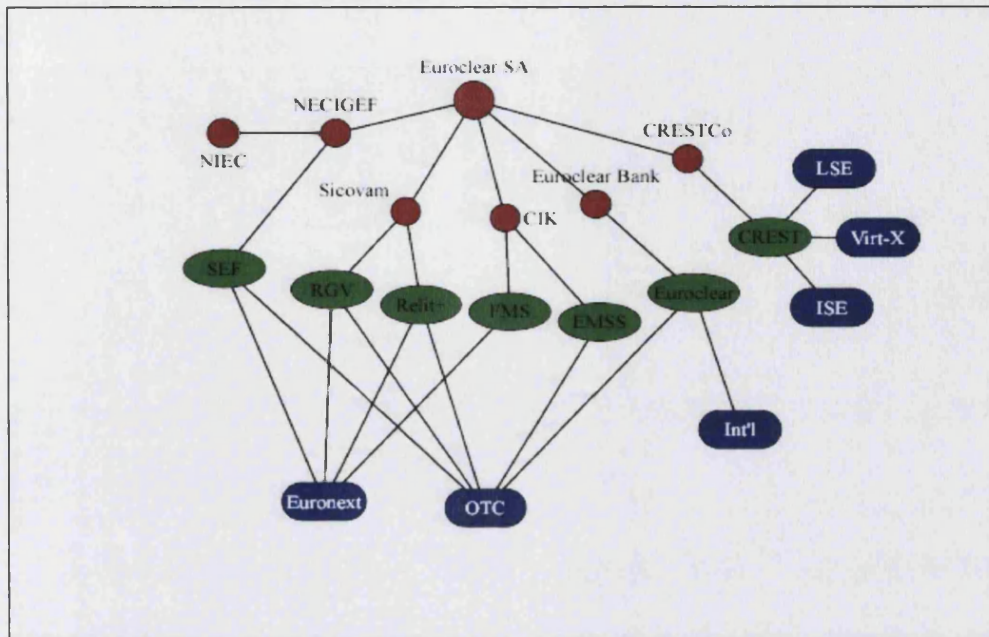 Euroclear SA
NECIGEF
CRESTCo
NIEC
LSE
Sicovam
Euroclear Bank
CIK
CREST
Virt-X
SEF
RGV
Relit+
Euroclear
ISE
EMSS
Int'l
Euronext
OTC